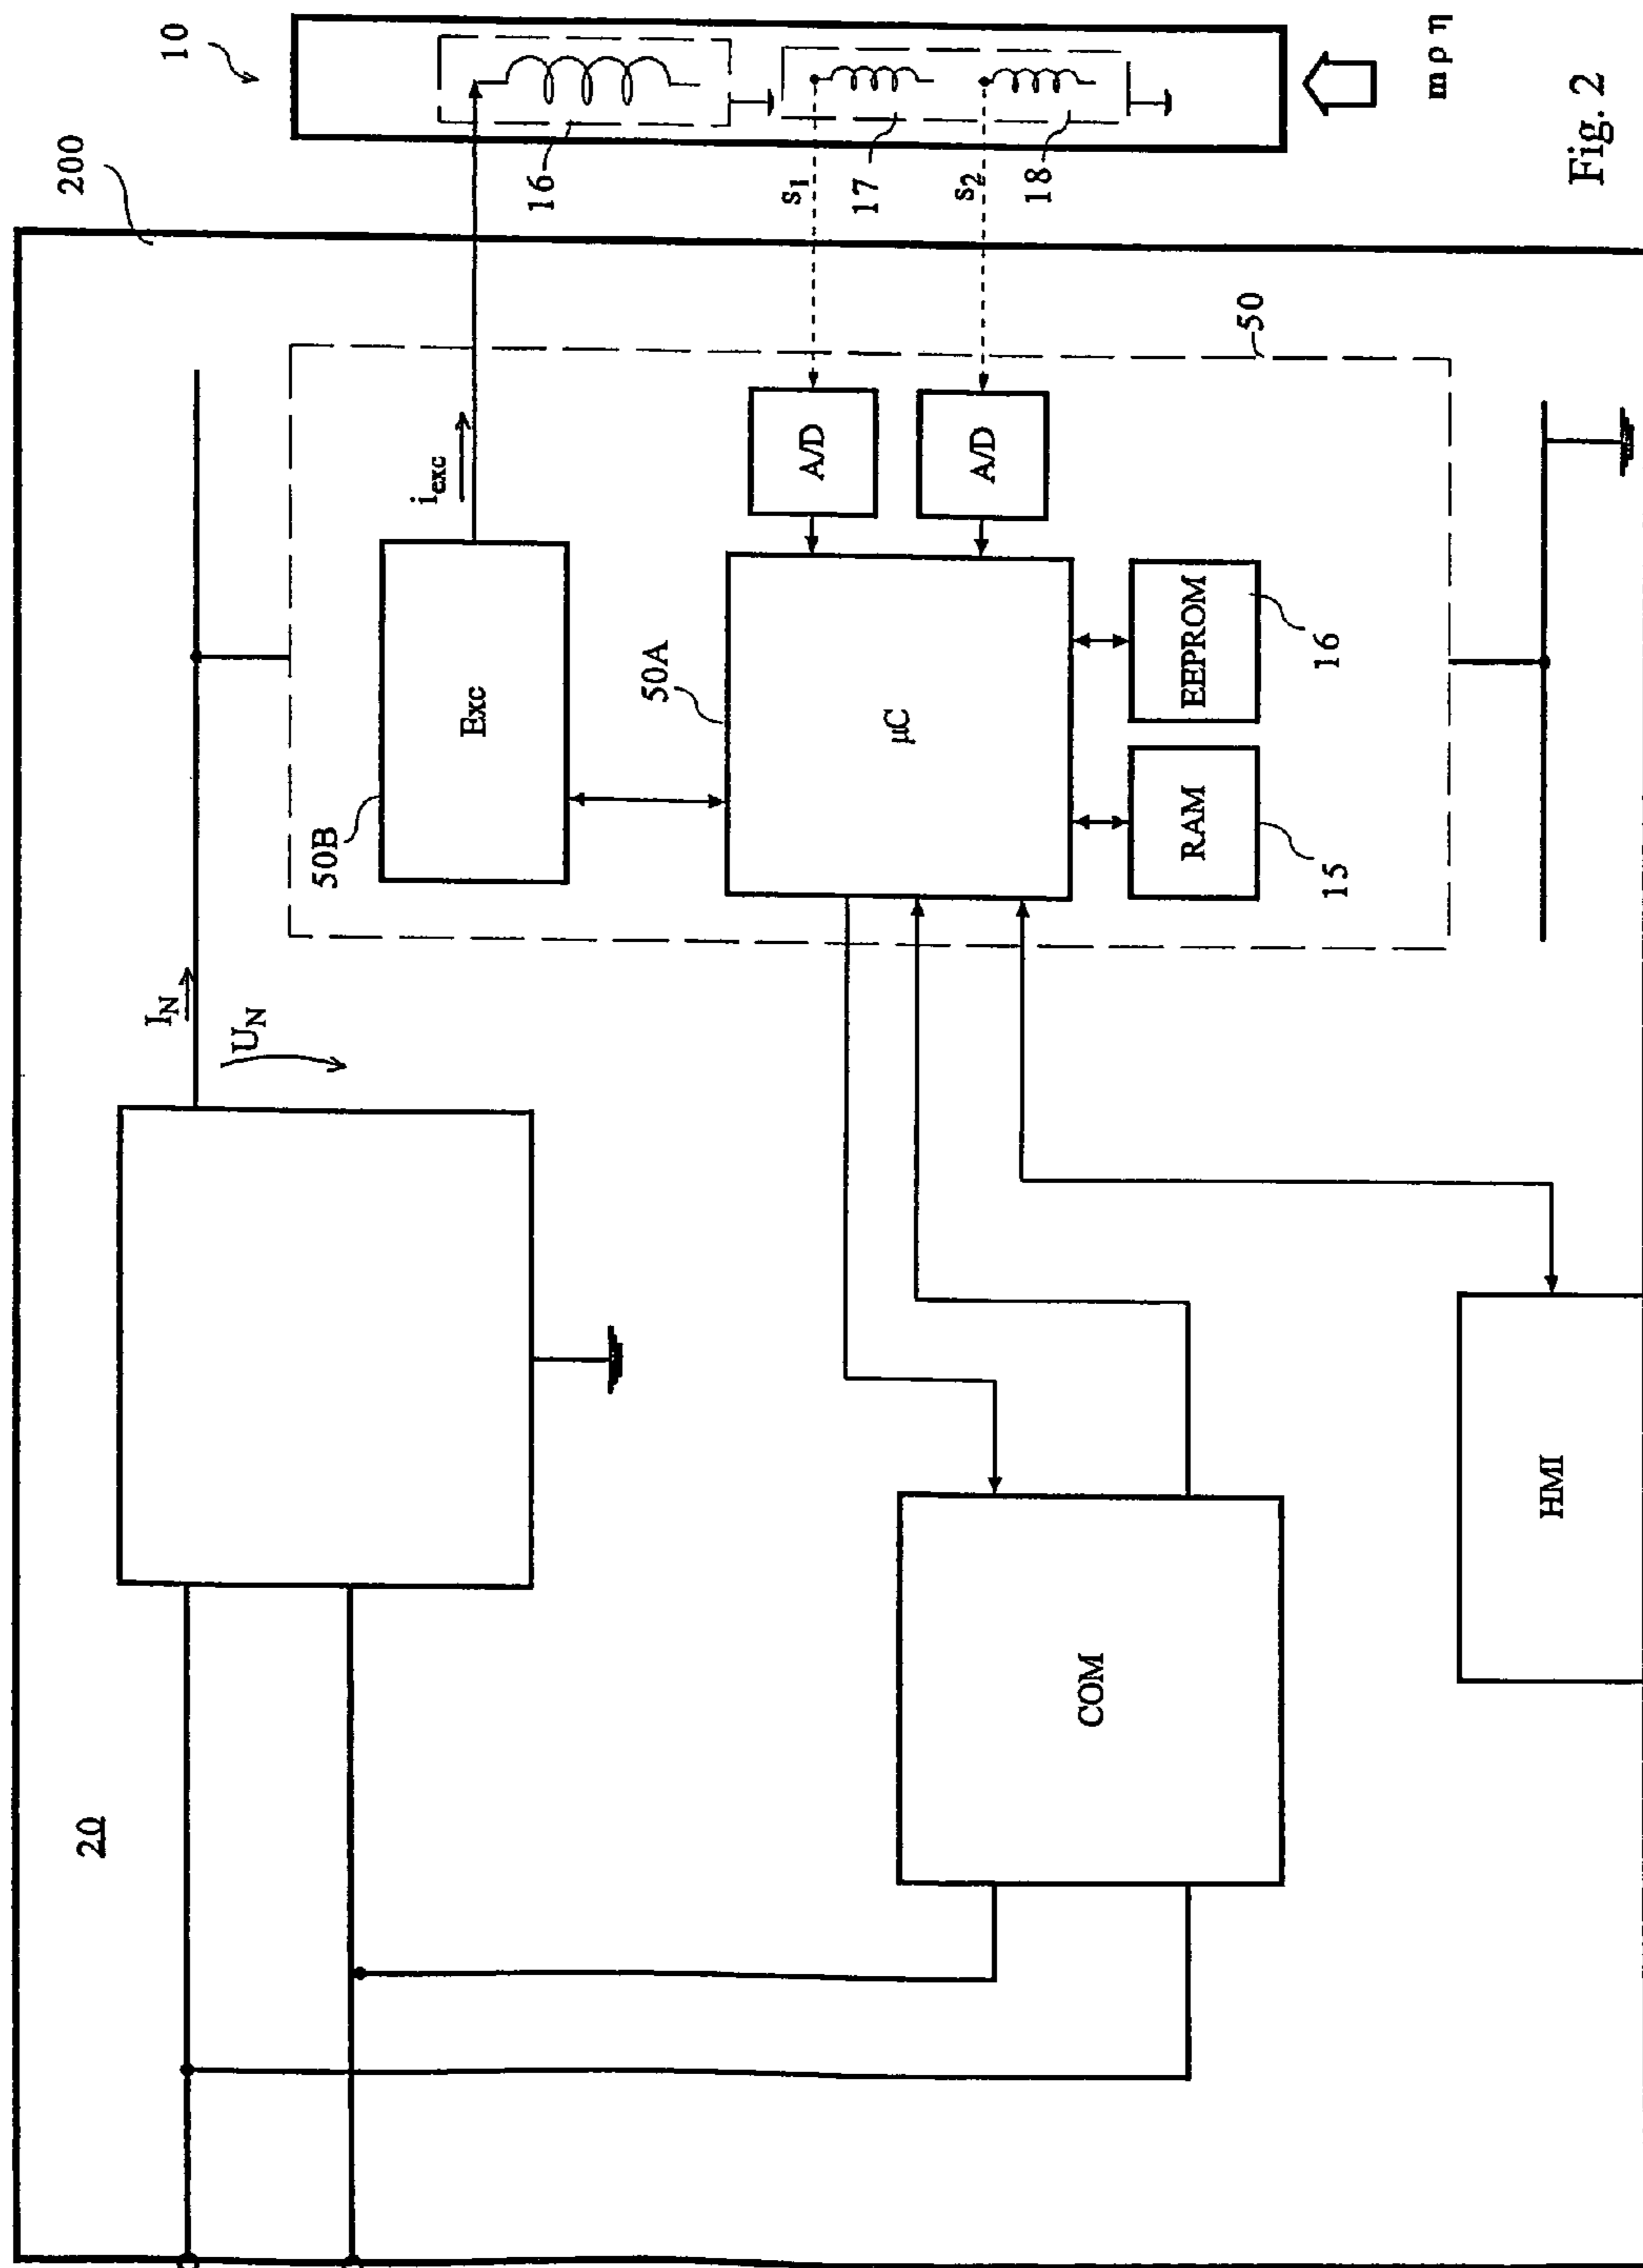 10
200
16
s1
17
s2
18
m ρ η
Fig. 2
20
IN
UN
50B
Exc
iexc
50
50A
µC
A/D
A/D
RAM
15
EEPROM
16
COM
HMI